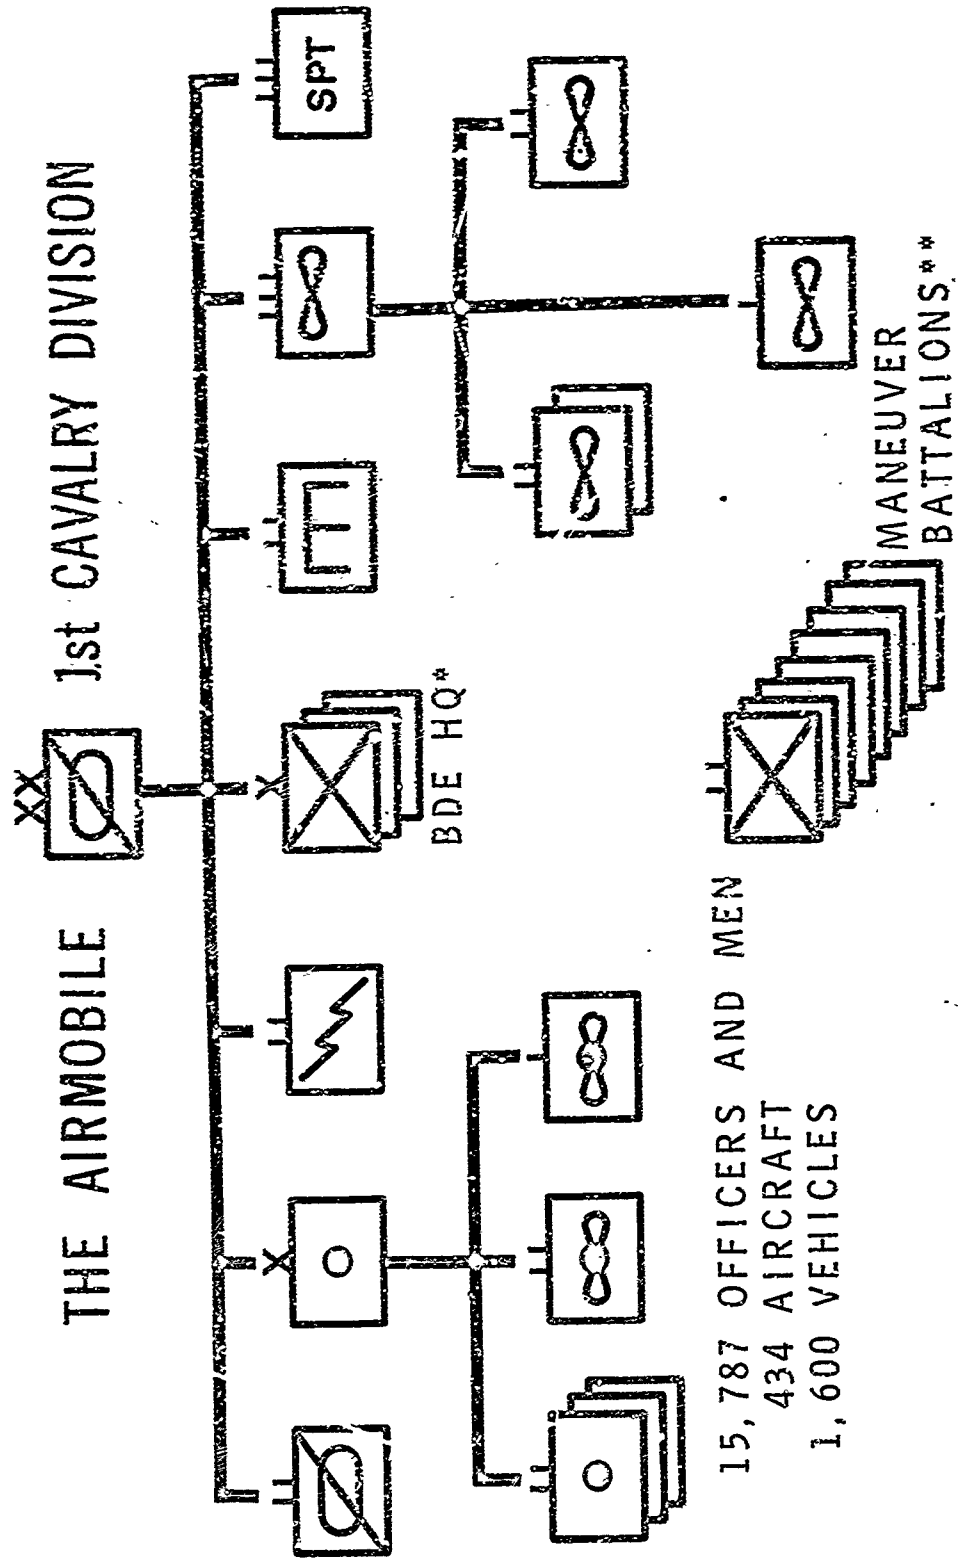 THE AIRMOBILE 1st CAVALRY DIVISION
XX
X
X
E
SPT
BDE HQ*
15,787 OFFICERS AND MEN
434 AIRCRAFT
1,600 VEHICLES
MANEUVER
BATTALIONS**